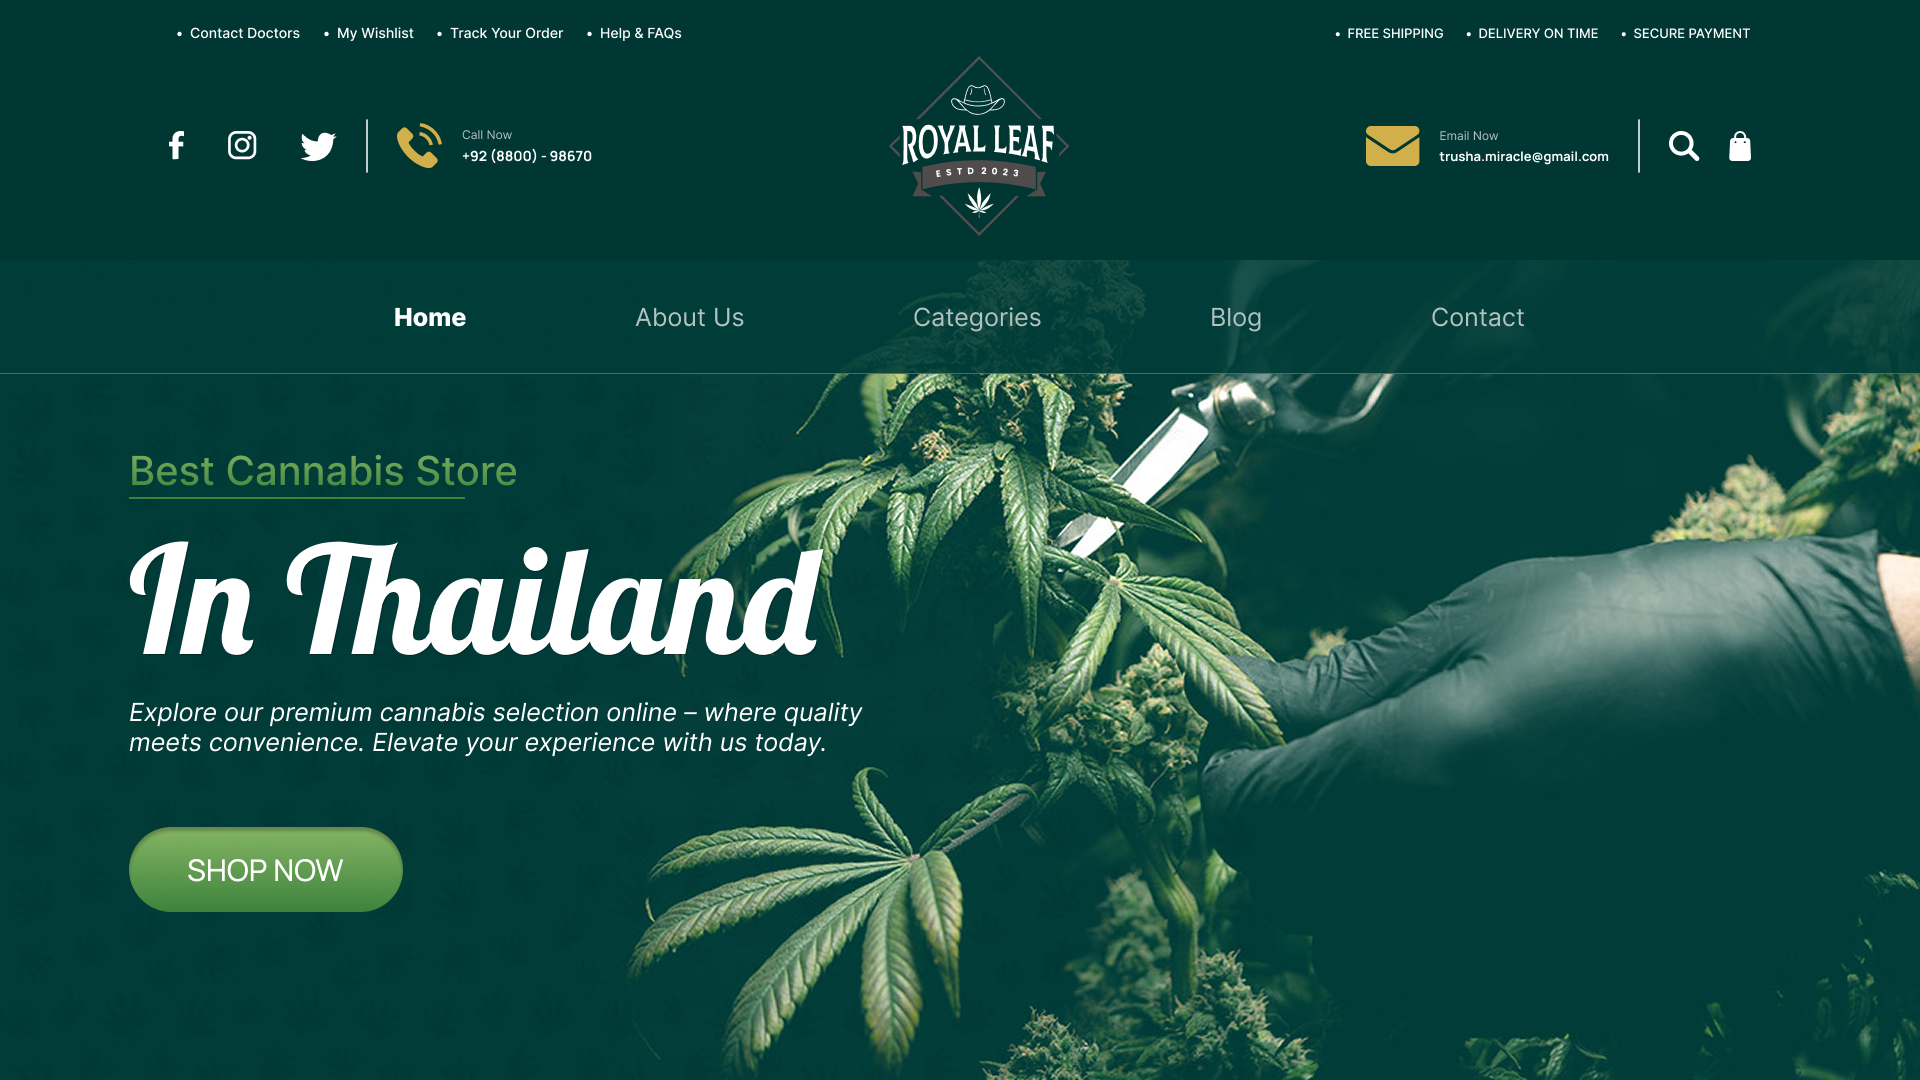 Contact Doctors
My Wishlist
Track Your Order
Help & FAQs
FREE SHIPPING
DELIVERY ON TIME
SECURE PAYMENT
Call Now
+92 (8800) - 98670
ROYAL LEAF
ESTD 2023
Email Now
trusha.miracle@gmail.com
Home
About Us
Categories
Blog
Contact
Best Cannabis Store
In Thailand
Explore our premium cannabis selection online – where quality
meets convenience. Elevate your experience with us today.
SHOP NOW